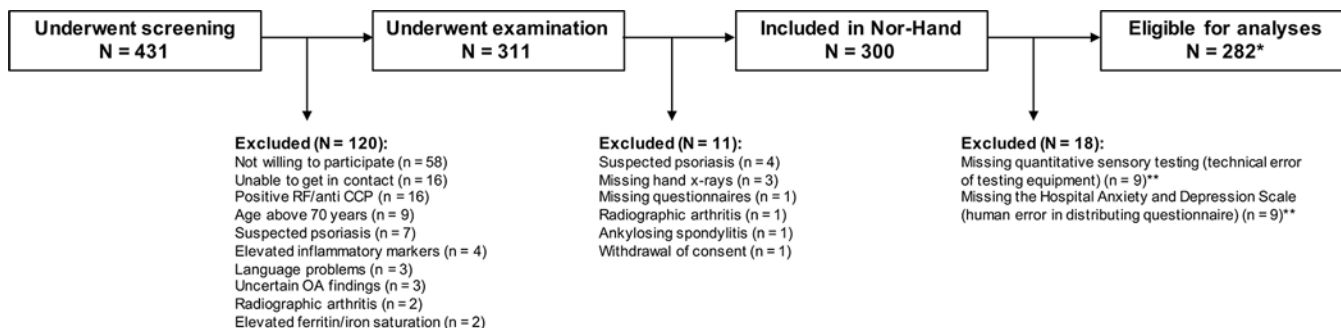 Underwent screening
N = 431
Underwent examination
N = 311
Included in Nor-Hand
N = 300
Eligible for analyses
N = 282*
Excluded (N = 120):
Not willing to participate (n = 58)
Unable to get in contact (n = 16)
Positive RF/anti CCP (n = 16)
Age above 70 years (n = 9)
Suspected psoriasis (n = 7)
Elevated inflammatory markers (n = 4)
Language problems (n = 3)
Uncertain OA findings (n = 3)
Radiographic arthritis (n = 2)
Elevated ferritin/iron saturation (n = 2)
Excluded (N = 11):
Suspected psoriasis (n = 4)
Missing hand x-rays (n = 3)
Missing questionnaires (n = 1)
Radiographic arthritis (n = 1)
Ankylosing spondylitis (n = 1)
Withdrawal of consent (n = 1)
Excluded (N = 18):
Missing quantitative sensory testing (technical error
of testing equipment) (n = 9)**
Missing the Hospital Anxiety and Depression Scale
(human error in distributing questionnaire) (n = 9)**